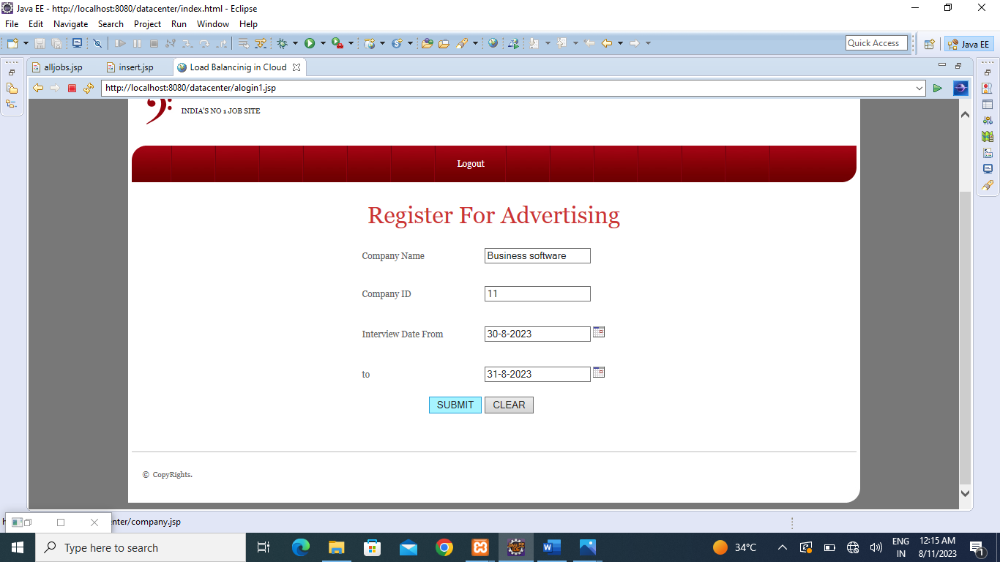 Java EE - http://localhost:8080/datacenter/index.html - Eclipse
File Edit Navigate Search Project Run Window Help
Quick Access
Java EE
alljobs.jsp
insert.jsp
Load Balancinig in Cloud
http://localhost:8080/datacenter/alogin1.jsp
INDIA'S NO 1 JOB SITE
Logout
Register For Advertising
Company Name Business software
Company ID 11
Interview Date From 30-8-2023
to 31-8-2023
SUBMIT CLEAR
© CopyRights.
nter/company.jsp
Type here to search
34°C
ENG
IN
12:15 AM
8/11/2023
1